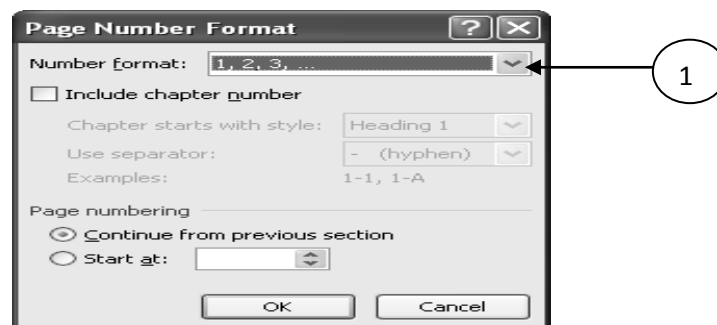 Page Number Format
Number format: 1, 2, 3, ...
1
Include chapter number
Chapter starts with style: Heading 1
Use separator: - (hyphen)
Examples: 1-1, 1-A
Page numbering
Continue from previous section
Start at:
OK Cancel